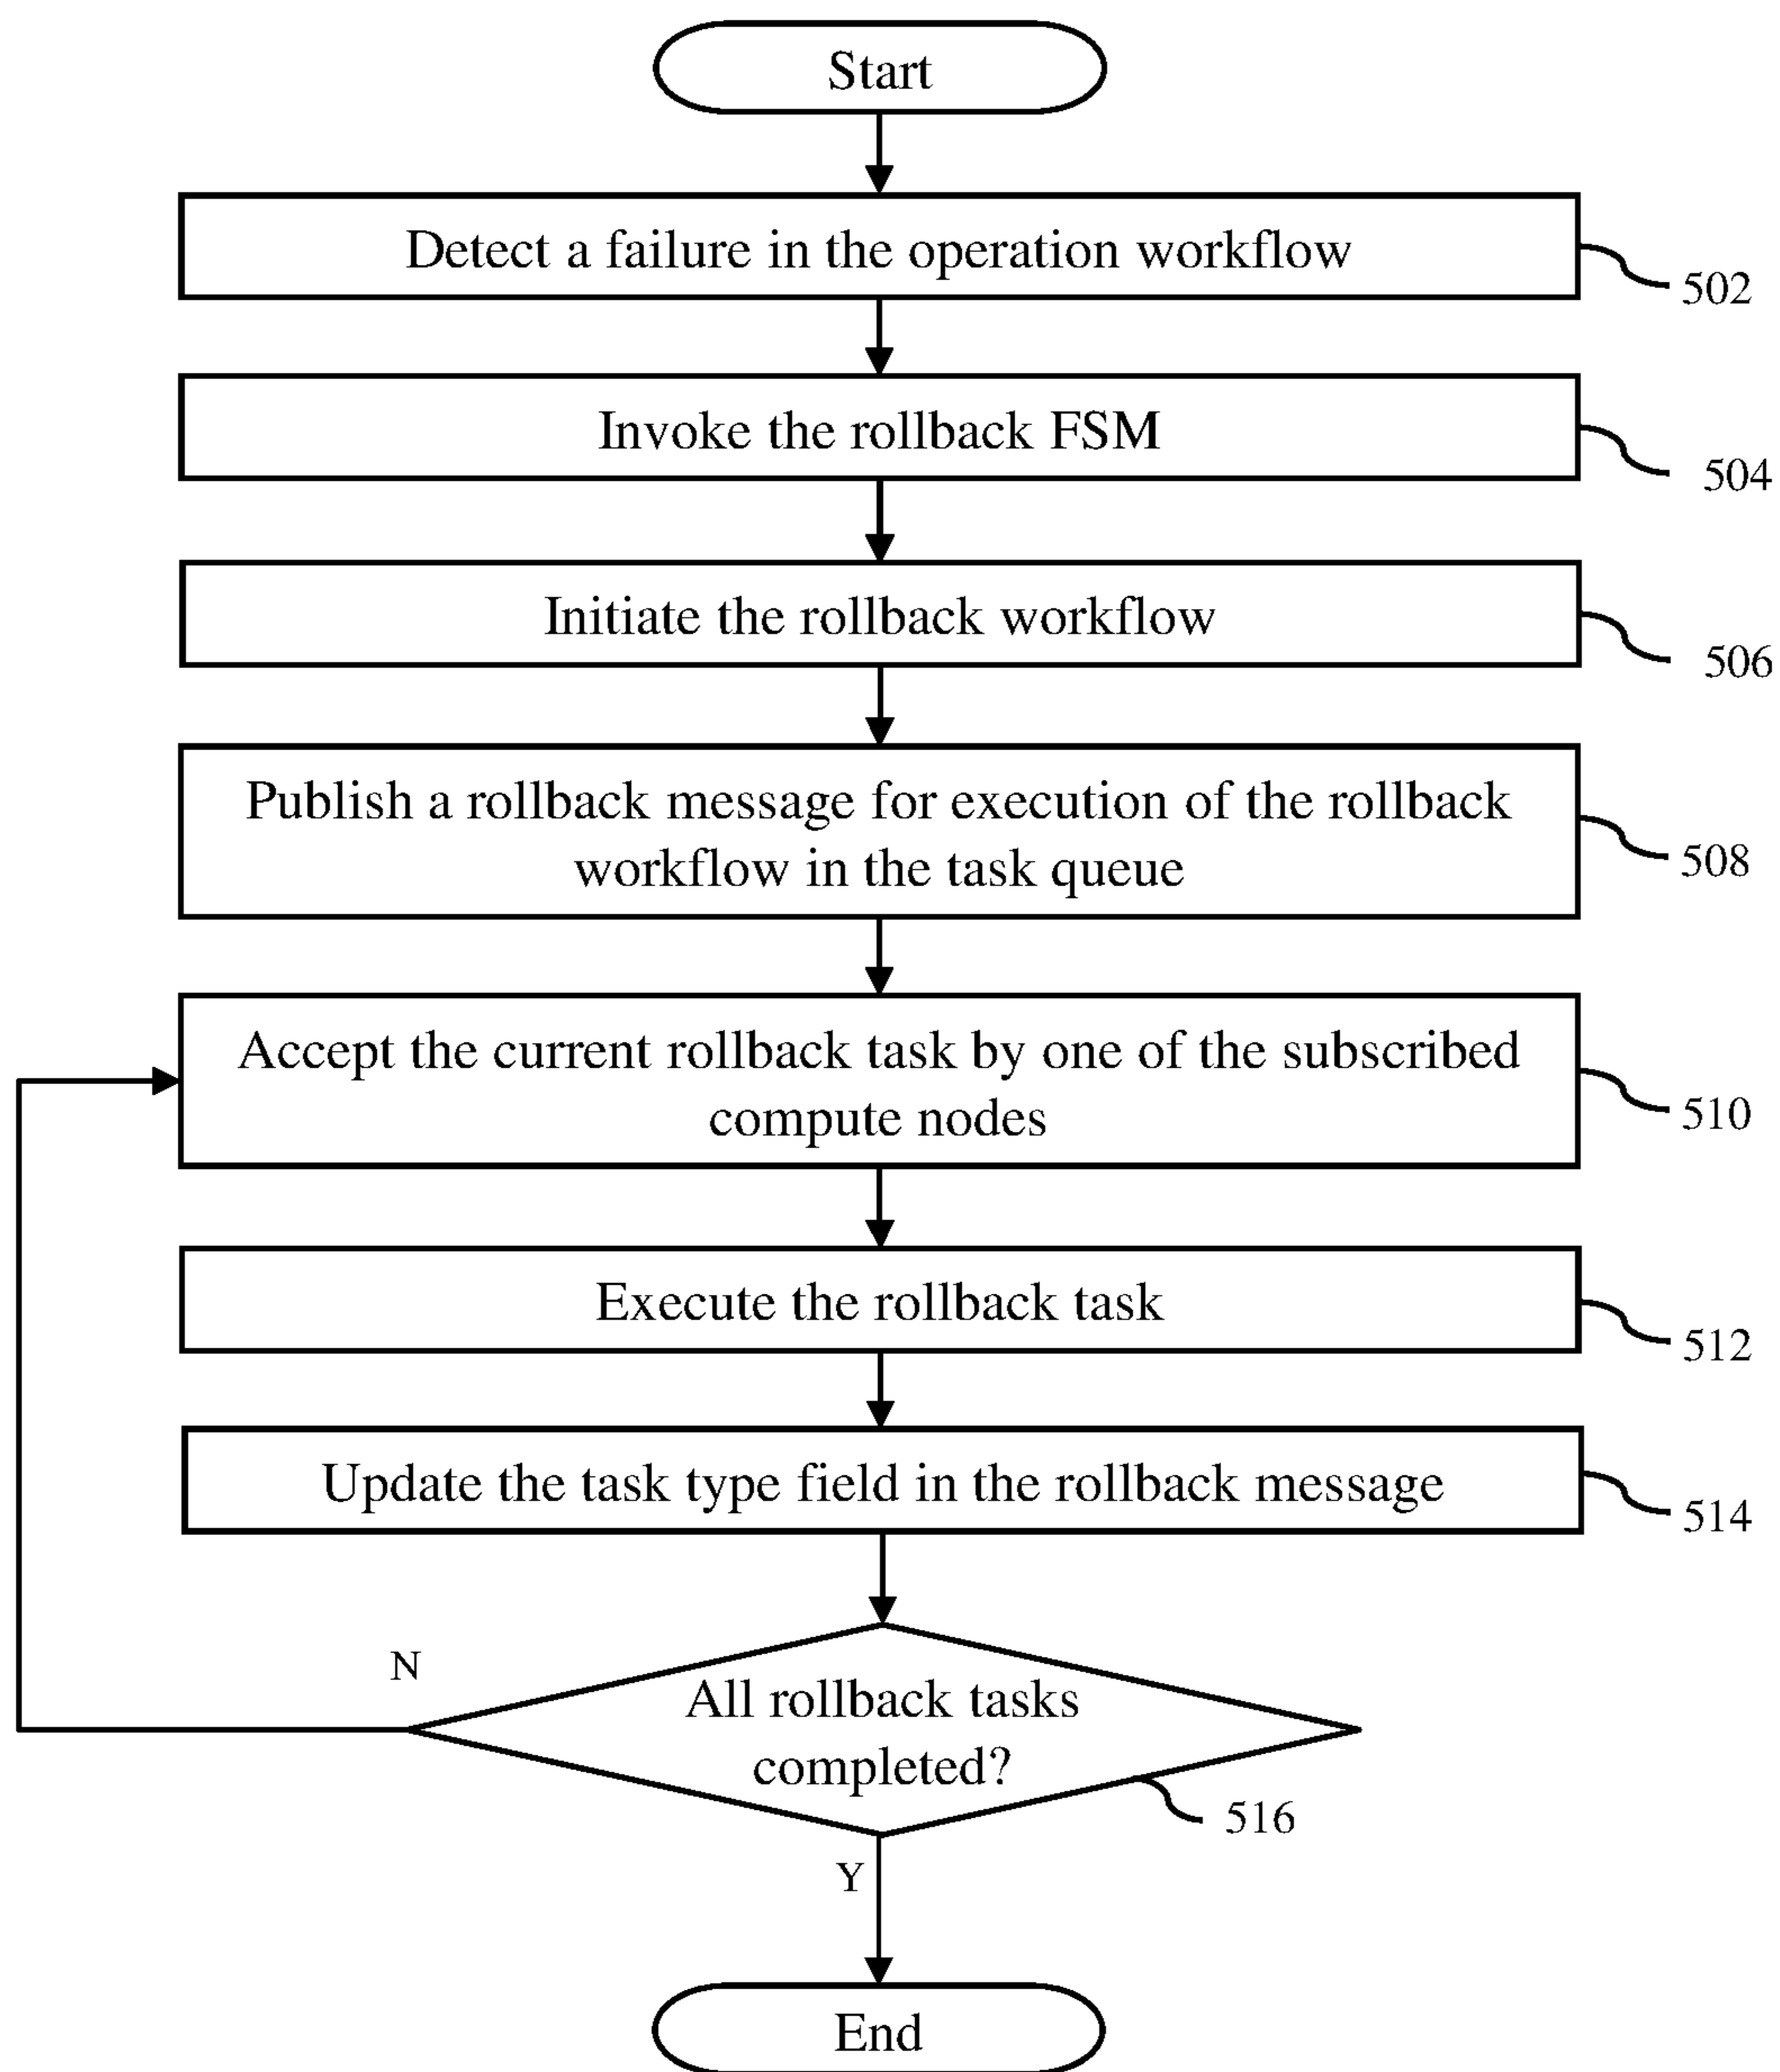 Start
Detect a failure in the operation workflow
502
Invoke the rollback FSM
504
Initiate the rollback workflow
506
Publish a rollback message for execution of the rollback
workflow in the task queue
508
Accept the current rollback task by one of the subscribed
compute nodes
510
Execute the rollback task
512
Update the task type field in the rollback message
514
N
All rollback tasks
completed?
516
Y
End